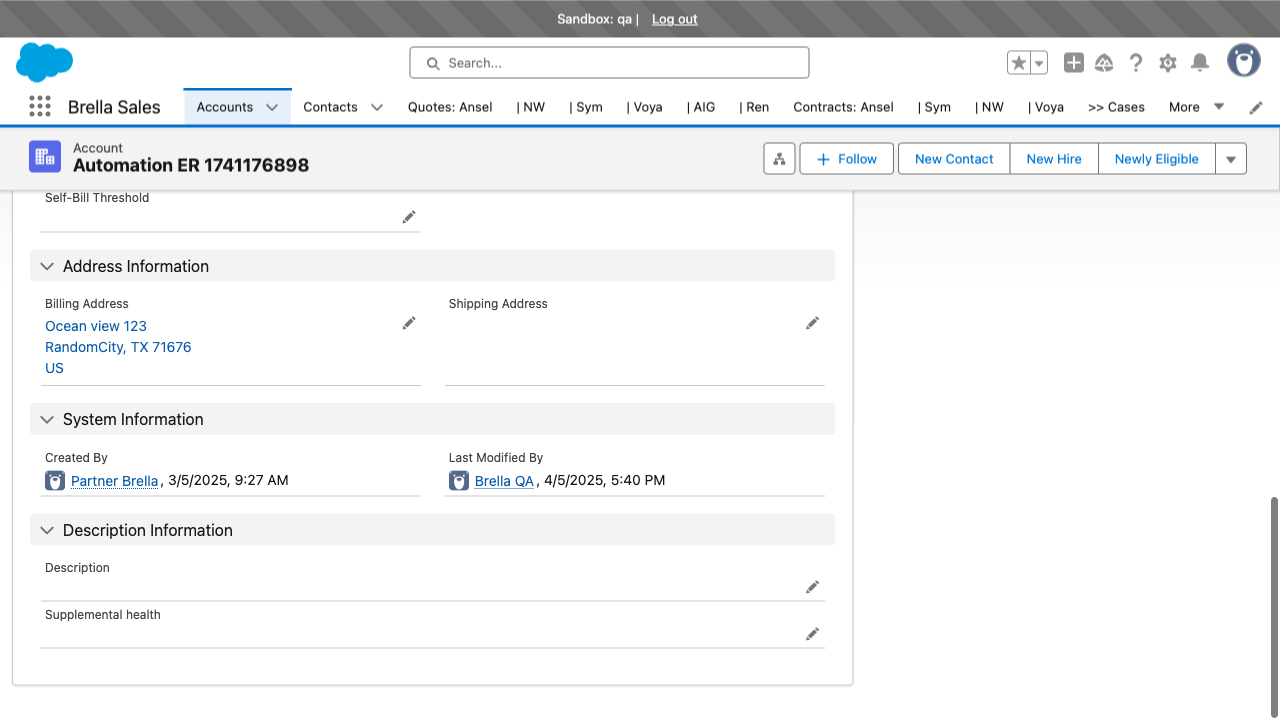 Sandbox: qa | Log out
Search...
Brella Sales
Accounts
Contacts
Quotes: Ansel
| NW
| Sym
| Voya
| AIG
| Ren
Contracts: Ansel
| Sym
| NW
| Voya
>> Cases
More
Account
Automation ER 1741176898
Follow
New Contact
New Hire
Newly Eligible
Self-Bill Threshold
Address Information
Billing Address
Shipping Address
Ocean view 123
RandomCity, TX 71676
US
System Information
Created By
Last Modified By
Partner Brella, 3/5/2025, 9:27 AM
Brella QA, 4/5/2025, 5:40 PM
Description Information
Description
Supplemental health